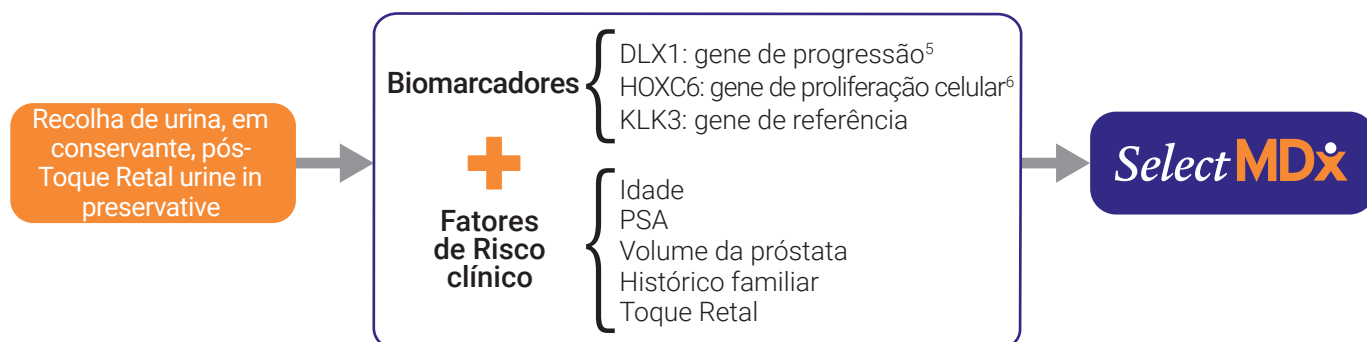 Recolha de urina, em
conservante, pós-
Toque Retal urine in
preservative
Biomarcadores
DLX1: gene de progressão⁵
HOXC6: gene de proliferação celular⁶
KLK3: gene de referência
Fatores
de Risco
clínico
Idade
PSA
Volume da próstata
Histórico familiar
Toque Retal
Select MDx